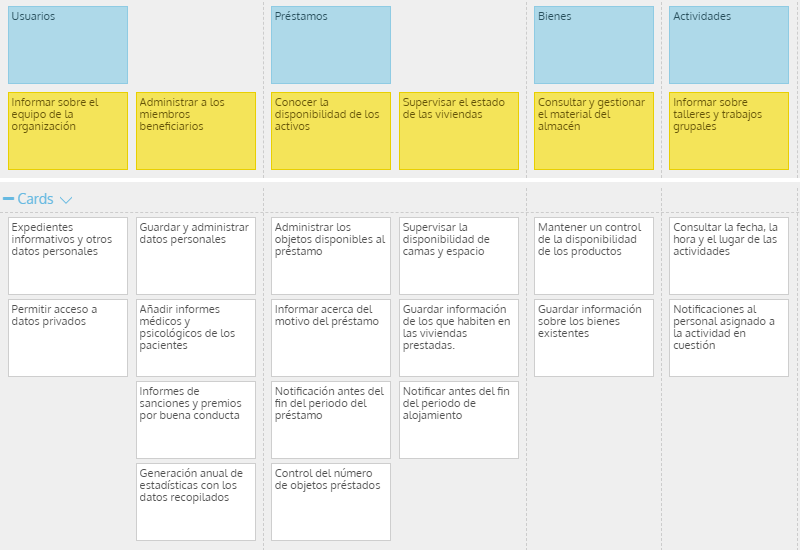 Usuarios
Préstamos
Bienes
Actividades
Informar sobre el
equipo de la
organización
Administrar a los
miembros
beneficiarios
Conocer la
disponibilidad de los
activos
Supervisar el estado
de las viviendas
Consultar y gestionar
el material del
almacén
Informar sobre
talleres y trabajos
grupales
Cards
Expedientes
informativos y otros
datos personales
Guardar y administrar
datos personales
Administrar los
objetos disponibles al
préstamo
Supervisar la
disponibilidad de
camas y espacio
Mantener un control
de la disponibilidad
de los productos
Consultar la fecha, la
hora y el lugar de las
actividades
Permitir acceso a
datos privados
Añadir informes
médicos y
psicológicos de los
pacientes
Informar acerca del
motivo del préstamo
Guardar información
de los que habiten en
las viviendas
prestadas.
Guardar información
sobre los bienes
existentes
Notificaciones al
personal asignado a
la actividad en
cuestión
Informes de
sanciones y premios
por buena conducta
Notificación antes del
fin del periodo del
préstamo
Notificar antes del fin
del periodo de
alojamiento
Generación anual de
estadísticas con los
datos recopilados
Control del número
de objetos préstados